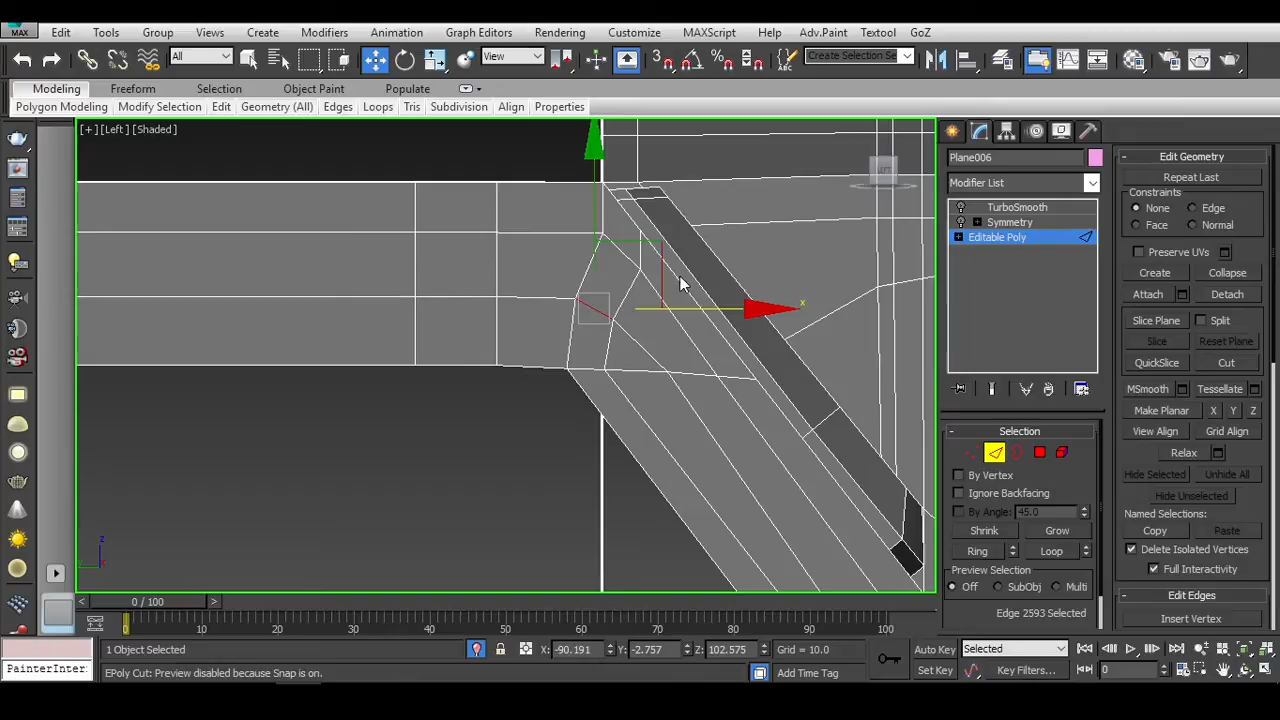 MAX Edit Tools Group Views Create Modifiers Animation Graph Editors Rendering Customize MAXScript Help Adv.Paint Textool GoZ
All View Create Selection Se
Modeling Freeform Selection Object Paint Populate
Polygon Modeling Modify Selection Edit Geometry (All) Edges Loops Tris Subdivision Align Properties
[+][Left][Shaded]
x
z
Plane006
Modifier List
TurboSmooth
Symmetry
Editable Poly
Selection
By Vertex
Ignore Backfacing
By Angle: 45.0
Shrink Grow
Ring Loop
Preview Selection
Off SubObj Multi
Edge 2593 Selected
Edit Geometry
Repeat Last
Constraints
None Edge
Face Normal
Preserve UVs
Create Collapse
Attach Detach
Slice Plane Split
Slice Reset Plane
QuickSlice Cut
MSmooth Tessellate
Make Planar X Y Z
View Align Grid Align
Relax
Hide Selected Unhide All
Hide Unselected
Named Selections:
Copy Paste
Delete Isolated Vertices
Full Interactivity
Edit Edges
Insert Vertex
< 0 / 100 >
0 10 20 30 40 50 60 70 80 90 100
1 Object Selected X: -90.191 Y: -2.757 Z: 102.575 Grid = 10.0 Auto Key Selected
PainterInter EPoly Cut: Preview disabled because Snap is on. Add Time Tag Set Key Key Filters... 0